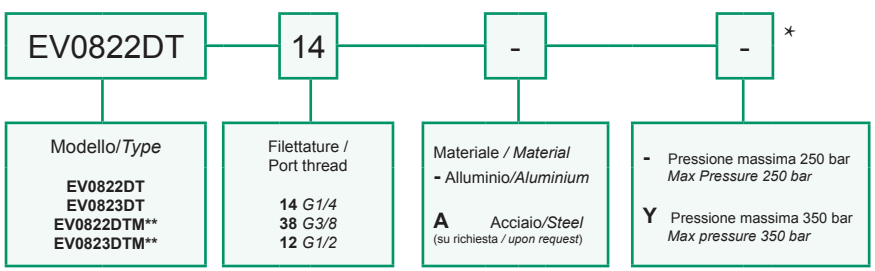 EV0822DT
14
-
-
*
Modello/Type
EV0822DT
EV0823DT
EV0822DTM**
EV0823DTM**
Filettature /
Port thread
14 G1/4
38 G3/8
12 G1/2
Materiale / Material
- Alluminio/Aluminium
A Acciaio/Steel
(su richiesta / upon request)
- Pressione massima 250 bar
Max Pressure 250 bar
Y Pressione massima 350 bar
Max pressure 350 bar